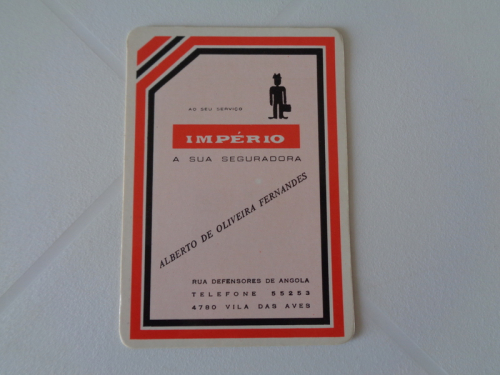 AO SEU SERVIÇO
IMPÉRIO
A SUA SEGURADORA
ALBERTO DE OLIVEIRA FERNANDES
RUA DEFENSORES DE ANGOLA
TELEFONE 55253
4780 VILA DAS AVES